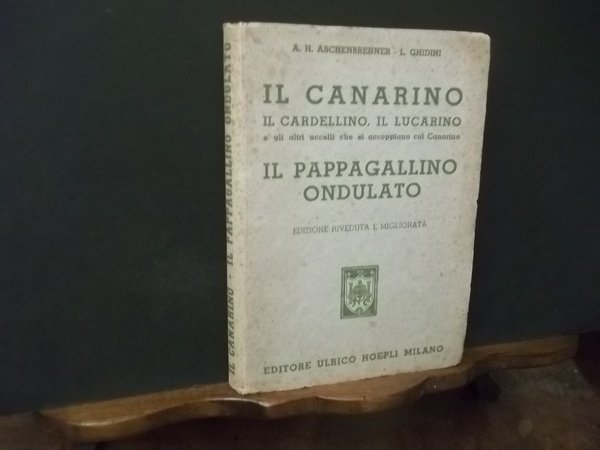 A. H. ASCHENBRENNER - L. GHIDINI
IL CANARINO
IL CARDELLINO, IL LUCARINO
e gli altri uccelli che si accoppiano col Canarino
IL PAPPAGALLINO
ONDULATO
EDIZIONE RIVEDUTA E MIGLIORATA
EDITORE ULRICO HOEPLI MILANO
IL CANARINO - IL PAPPAGALLINO ONDULATO